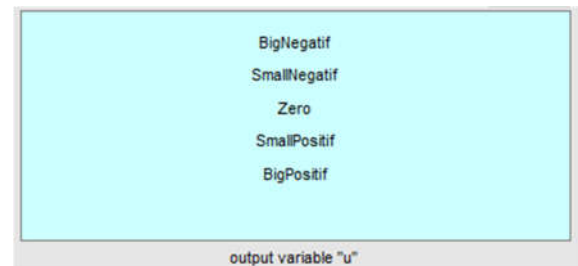 BigNegatif
SmallNegatif
Zero
SmallPositif
BigPositif
output variable "u"